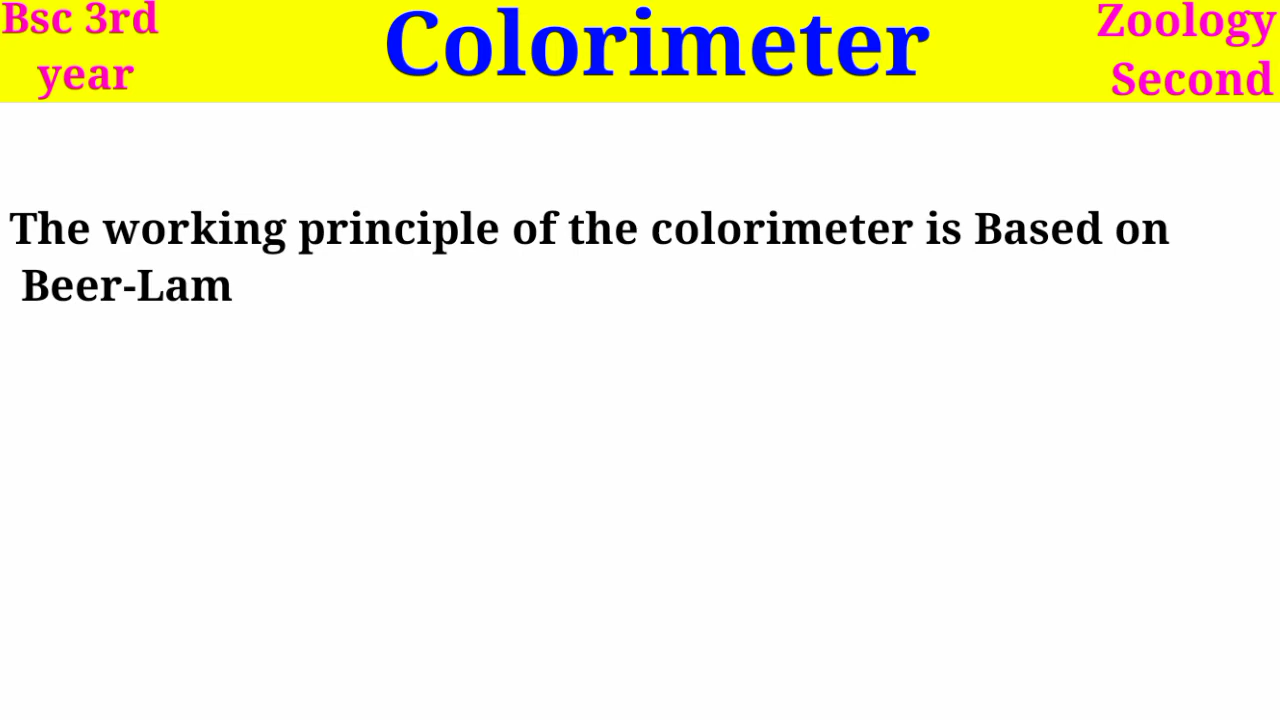 Bsc 3rd
year
Colorimeter
Zoology
Second
The working principle of the colorimeter is Based on
Beer-Lam